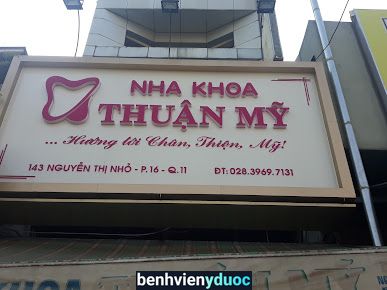 NHA KHOA
THUẬN MỸ
... Hướng tới Chân, Thiện, Mỹ!
143 NGUYỄN THỊ NHỎ - P.16 - Q.11 ĐT: 028.3969.7131
KHOA
benhvienyduoc